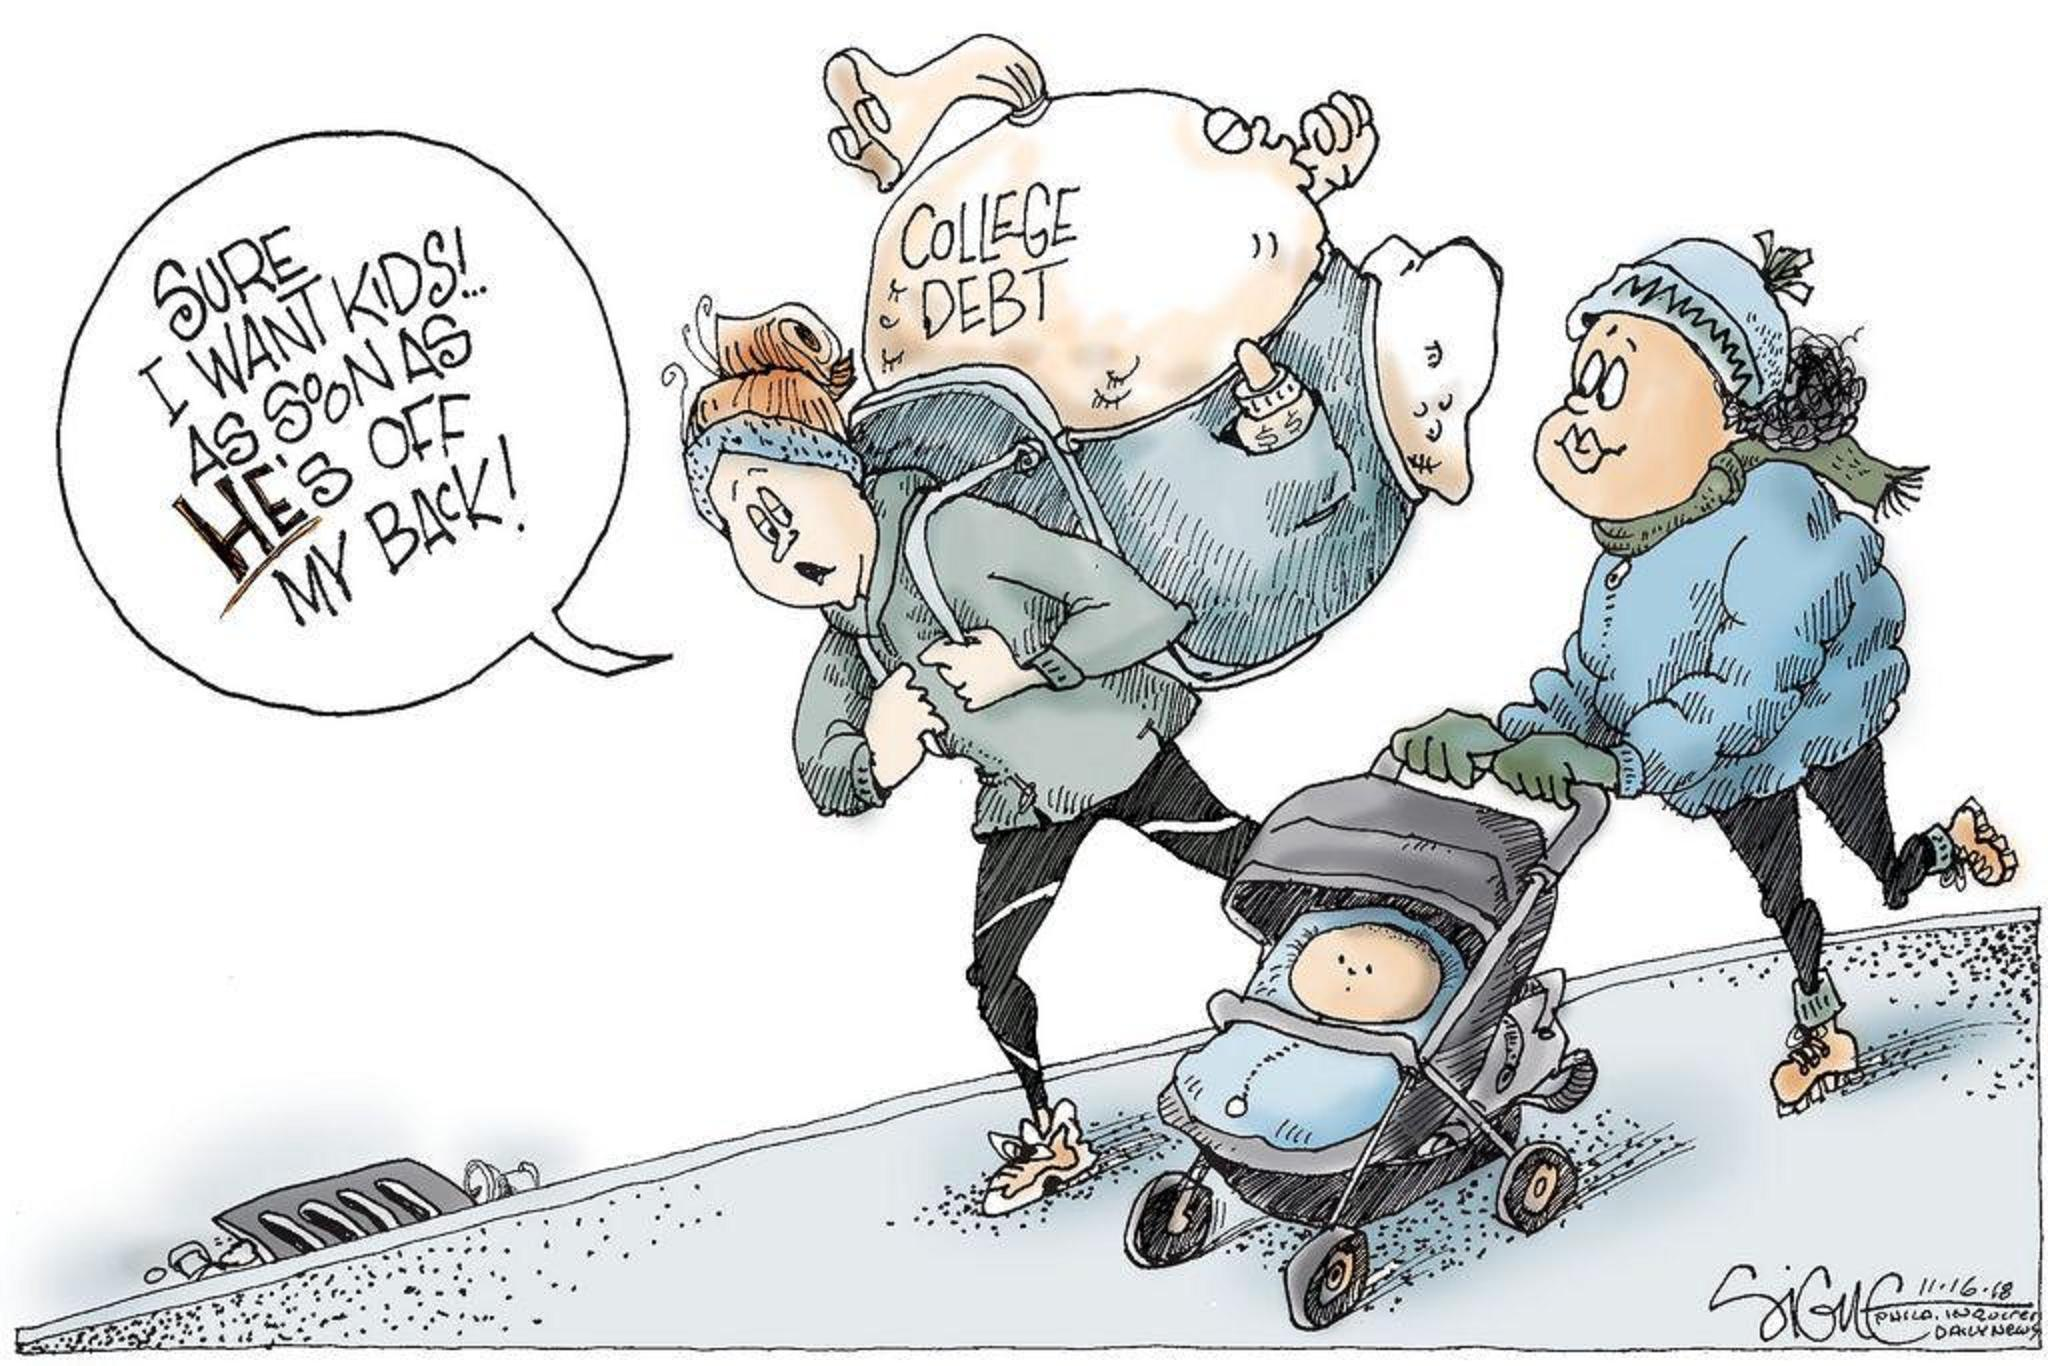 SURE
I WANT KIDS!...
AS SOON AS
HE'S OFF
MY BACK!
COLLEGE
DEBT
$ $
SIGNE
11-16-18
PHILA. INQUIRER
DAILY NEWS